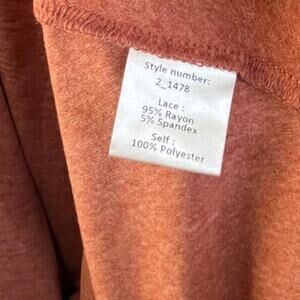 Style number:
2_1478
Lace :
95% Rayon
5% Spandex
Self :
100% Polyester